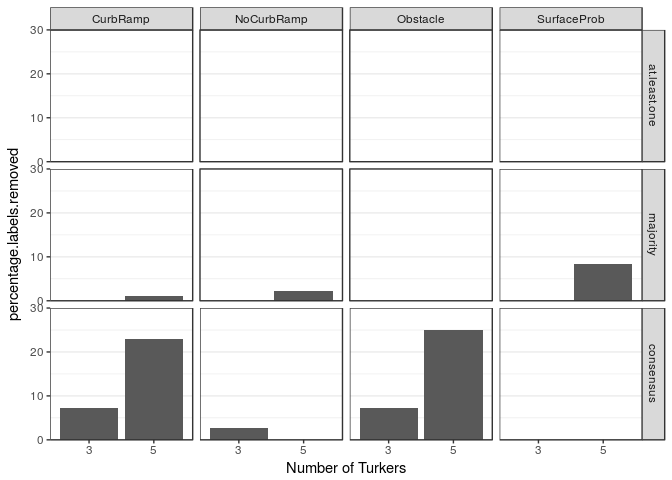 CurbRamp NoCurbRamp Obstacle SurfaceProb
30
20
10
0
at.least.one
30
20
10
0
majority
30
20
10
0
consensus
percentage.labels.removed
3 5 3 5 3 5 3 5
Number of Turkers